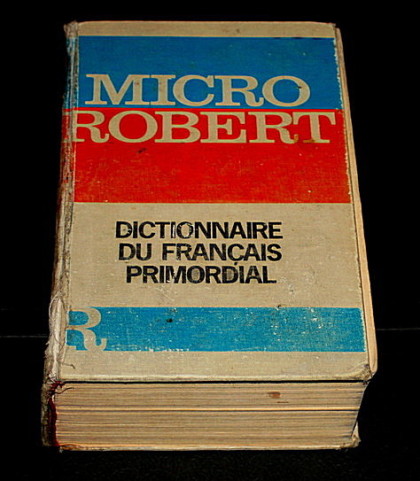 MICRO
ROBERT
DICTIONNAIRE
DU FRANÇAIS
PRIMORDIAL
R